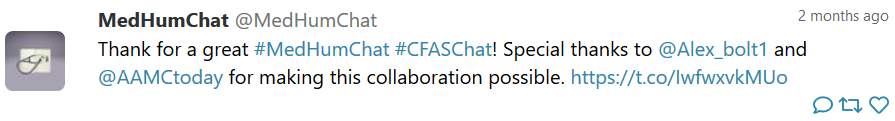 MedHumChat @MedHumChat 2 months ago
Thank for a great #MedHumChat #CFASChat! Special thanks to @Alex_bolt1 and
@AAMCtoday for making this collaboration possible. https://t.co/IwfwxvkMUo